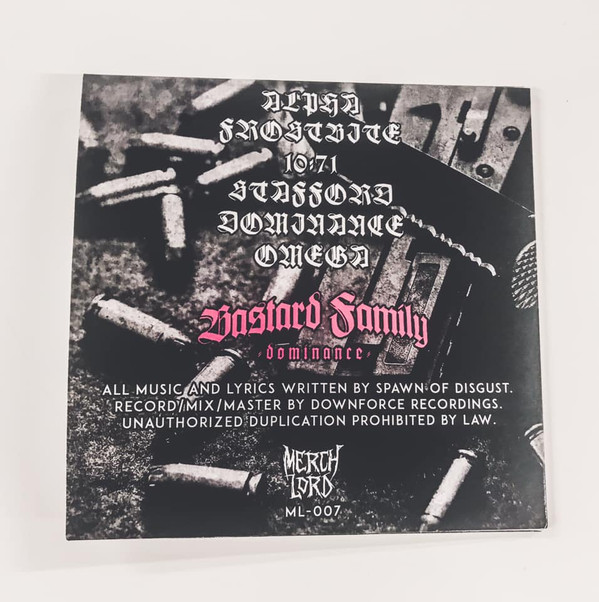 ALPHA
FROSTBITE
10-71
STAFFORD
DOMINANCE
OMEGA
Bastard Family
-dominance-
ALL MUSIC AND LYRICS WRITTEN BY SPAWN OF DISGUST.
RECORD/MIX/MASTER BY DOWNFORCE RECORDINGS.
UNAUTHORIZED DUPLICATION PROHIBITED BY LAW.
MERCH
LORD
ML-007